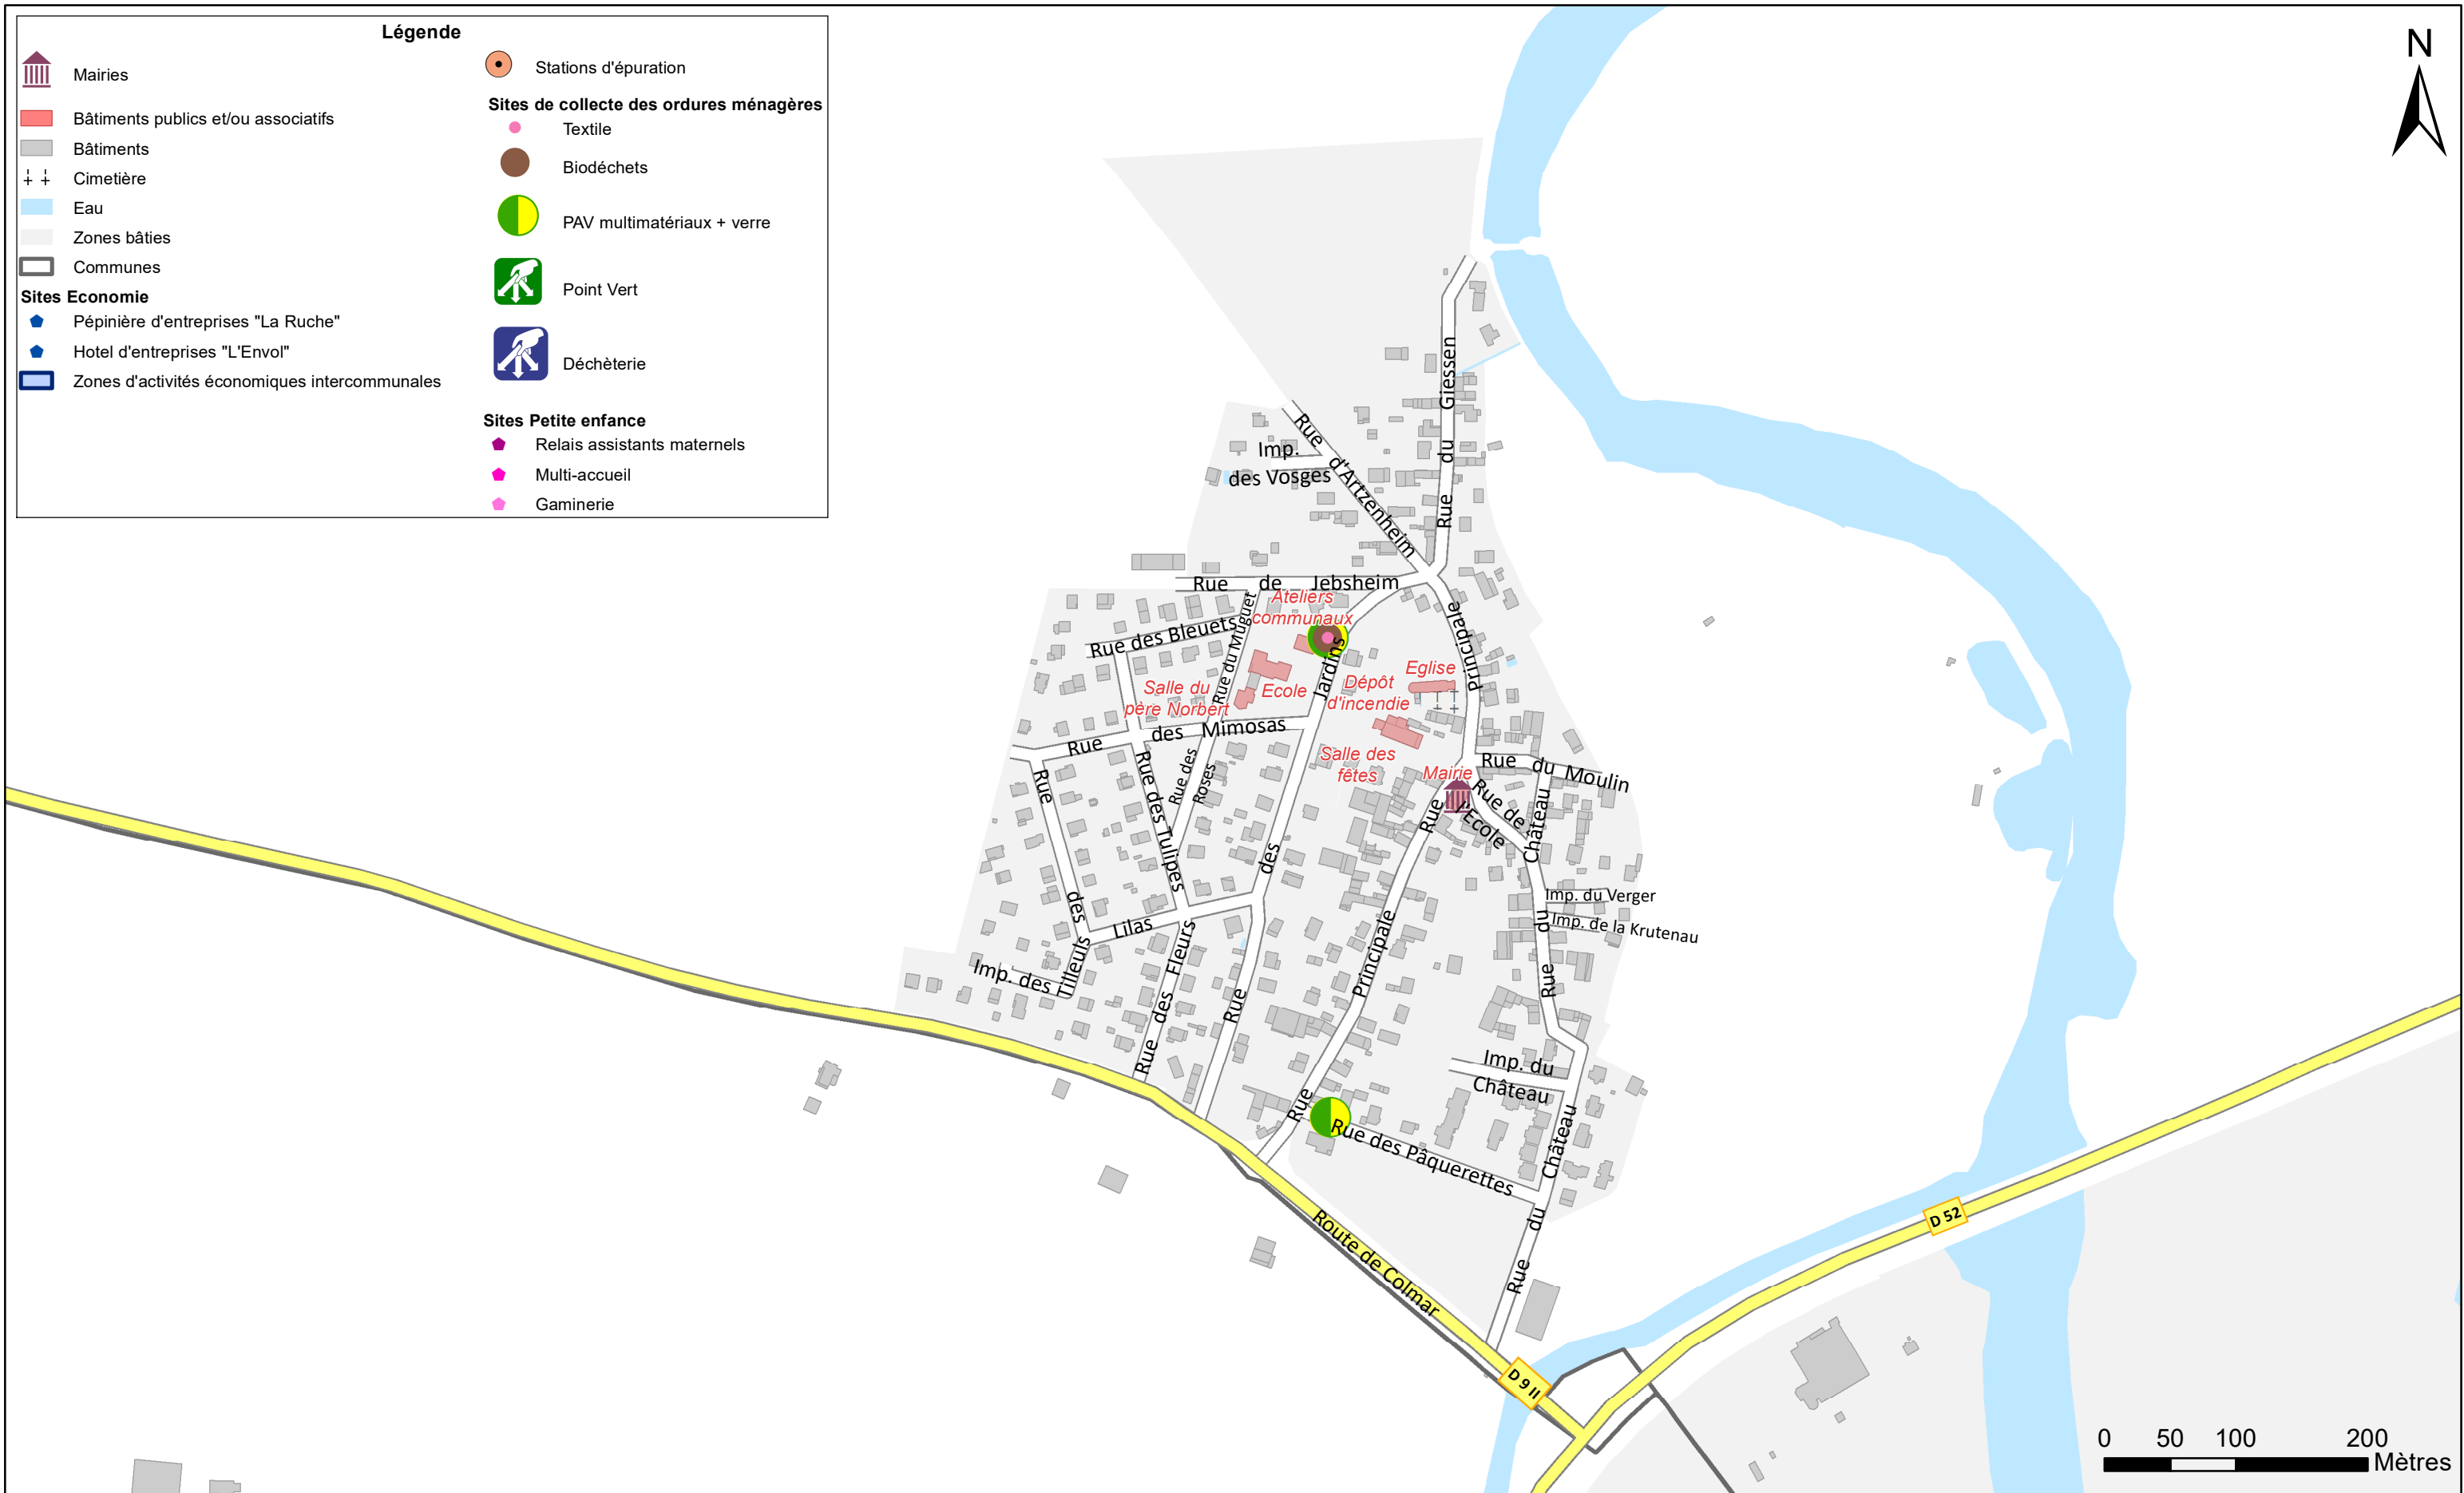 Légende
Mairies
Bâtiments publics et/ou associatifs
Bâtiments
Cimetière
Eau
Zones bâties
Communes
Sites Economie
Pépinière d'entreprises "La Ruche"
Hotel d'entreprises "L'Envol"
Zones d'activités économiques intercommunales
Stations d'épuration
Sites de collecte des ordures ménagères
Textile
Biodéchets
PAV multimatériaux + verre
Point Vert
Déchèterie
Sites Petite enfance
Relais assistants maternels
Multi-accueil
Gaminerie
N
Rue du Giessen
Rue d'Artzenheim
Imp.
des Vosges
Rue de Jebsheim
Ateliers
communaux
Rue des Bleuets
Rue du Muguet
Principale
Jardins
Eglise
Ecole
Dépôt
d'incendie
Salle du
père Norbert
Rue des Mimosas
Salle des
fêtes
Mairie
Rue du Moulin
Rue de
l'Ecole
Château
Rue
des
Tilleuls
Rue des Tulipes
Rue des
Roses
des
Rue
Principale
Imp. du Verger
Imp. de la Krutenau
du
Rue
Lilas
Imp. des
Rue des Fleurs
Rue
Rue
Imp. du
Château
Rue des Pâquerettes
Rue du Château
Route de Colmar
D 52
D 9 II
0 50 100 200
Mètres